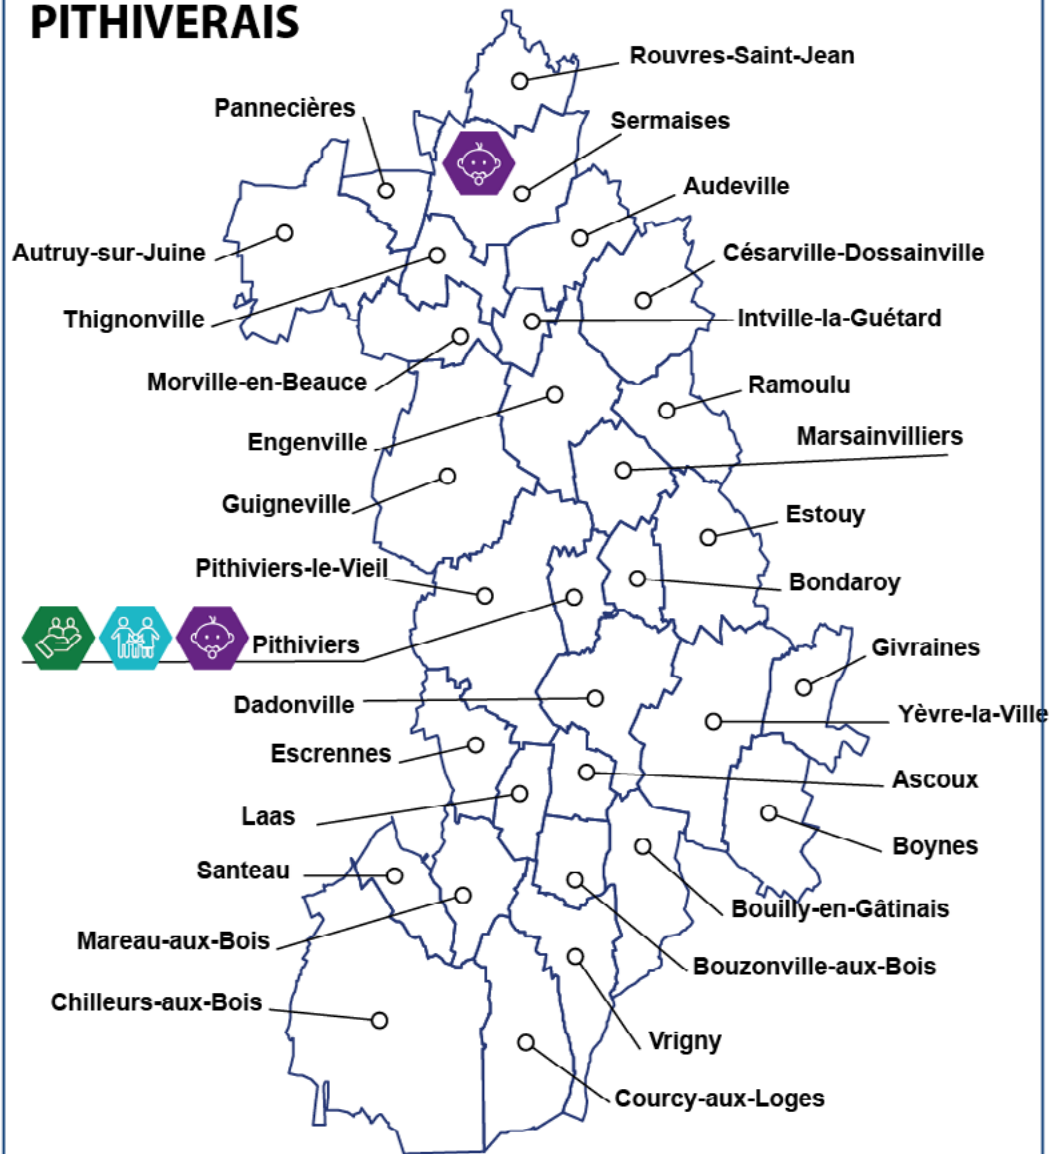 PITHIVERAIS
Rouvres-Saint-Jean
Pannecières
Sermaises
Audeville
Autruy-sur-Juine
Césarville-Dossainville
Thignonville
Intville-la-Guétard
Morville-en-Beauce
Ramoulu
Marsainvilliers
Engenville
Guigneville
Estouy
Pithiviers-le-Vieil
Bondaroy
Pithiviers
Givraines
Dadonville
Yèvre-la-Ville
Escrennes
Ascoux
Laas
Boynes
Santeau
Bouilly-en-Gâtinais
Mareau-aux-Bois
Bouzonville-aux-Bois
Chilleurs-aux-Bois
Vrigny
Courcy-aux-Loges